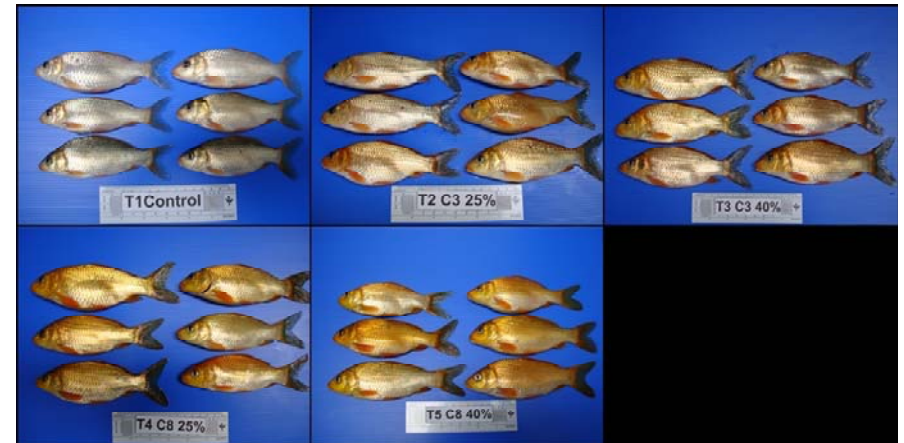 T1Control
T2 C3 25%
T3 C3 40%
T4 C8 25%
T5 C8 40%